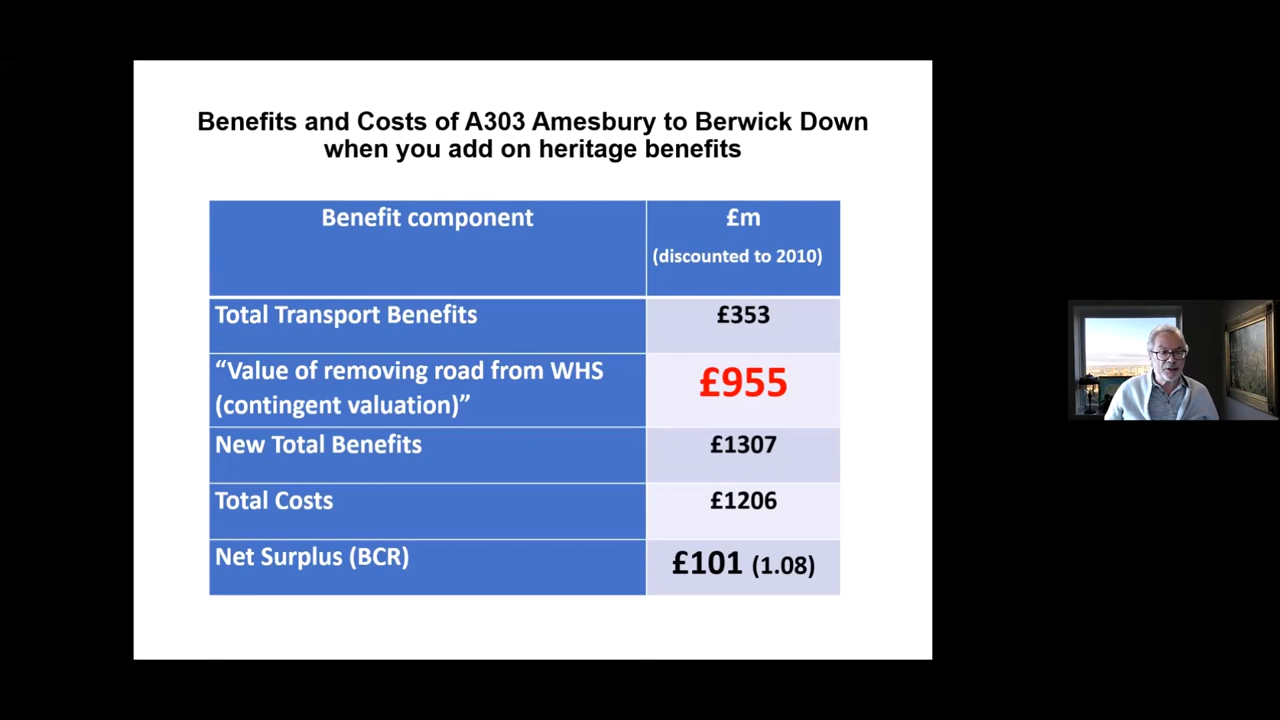 Benefits and Costs of A303 Amesbury to Berwick Down
when you add on heritage benefits
Benefit component
£m
(discounted to 2010)
Total Transport Benefits
£353
“Value of removing road from WHS
(contingent valuation)”
£955
New Total Benefits
£1307
Total Costs
£1206
Net Surplus (BCR)
£101 (1.08)